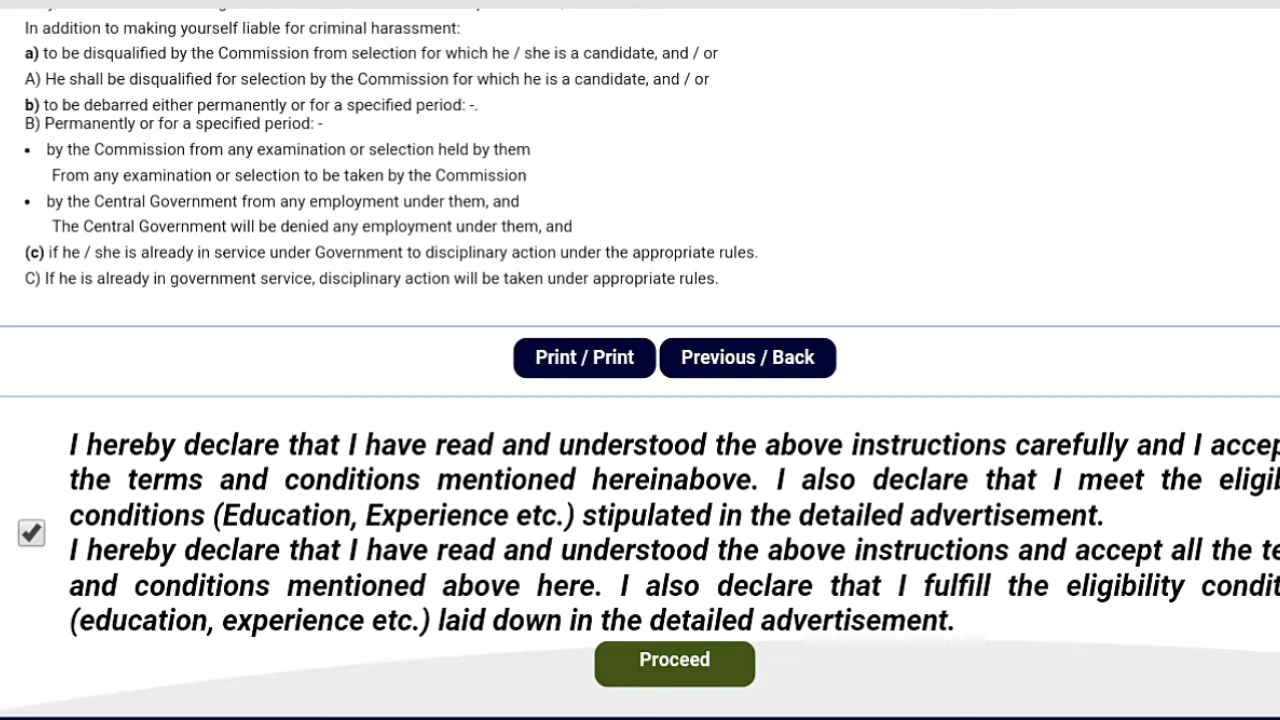 In addition to making yourself liable for criminal harassment:
a) to be disqualified by the Commission from selection for which he / she is a candidate, and / or
A) He shall be disqualified for selection by the Commission for which he is a candidate, and / or
b) to be debarred either permanently or for a specified period: -.
B) Permanently or for a specified period: -
• by the Commission from any examination or selection held by them
From any examination or selection to be taken by the Commission
• by the Central Government from any employment under them, and
The Central Government will be denied any employment under them, and
(c) if he / she is already in service under Government to disciplinary action under the appropriate rules.
C) If he is already in government service, disciplinary action will be taken under appropriate rules.
Print / Print Previous / Back
I hereby declare that I have read and understood the above instructions carefully and I accep
the terms and conditions mentioned hereinabove. I also declare that I meet the eligib
conditions (Education, Experience etc.) stipulated in the detailed advertisement.
I hereby declare that I have read and understood the above instructions and accept all the te
and conditions mentioned above here. I also declare that I fulfill the eligibility condit
(education, experience etc.) laid down in the detailed advertisement.
Proceed